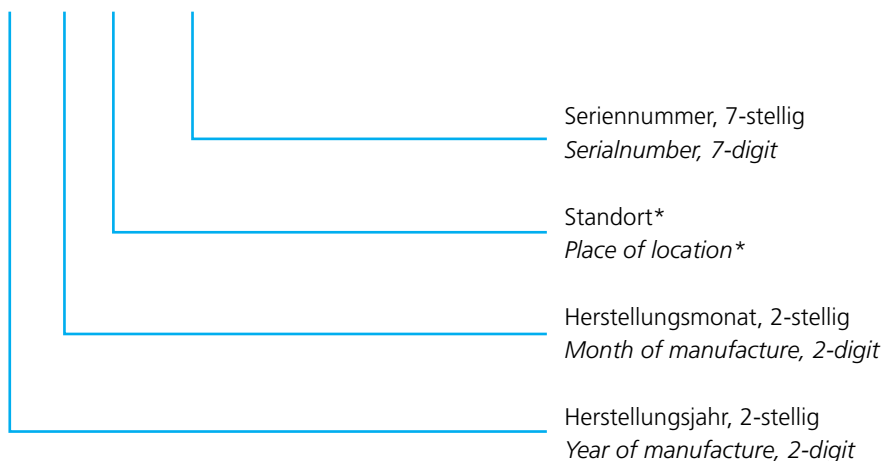 Seriennummer, 7-stellig
Serialnumber, 7-digit
Standort*
Place of location*
Herstellungsmonat, 2-stellig
Month of manufacture, 2-digit
Herstellungsjahr, 2-stellig
Year of manufacture, 2-digit